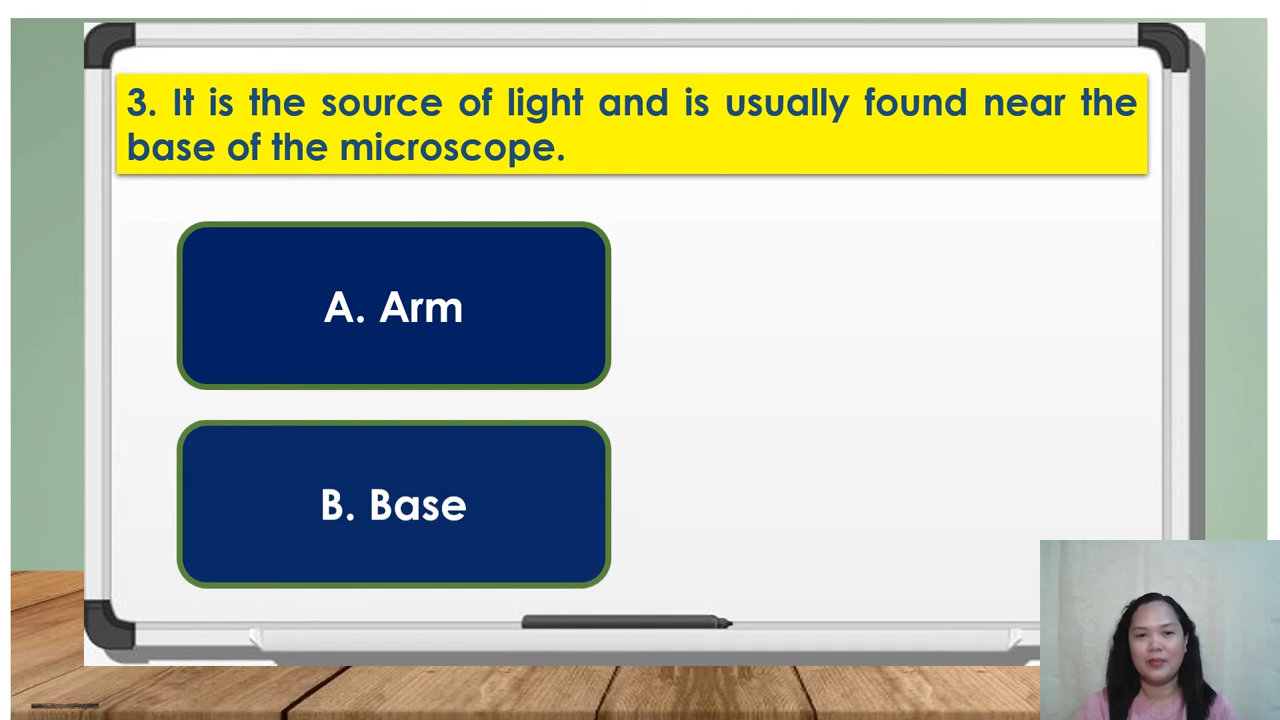 3. It is the source of light and is usually found near the
base of the microscope.
A. Arm
B. Base